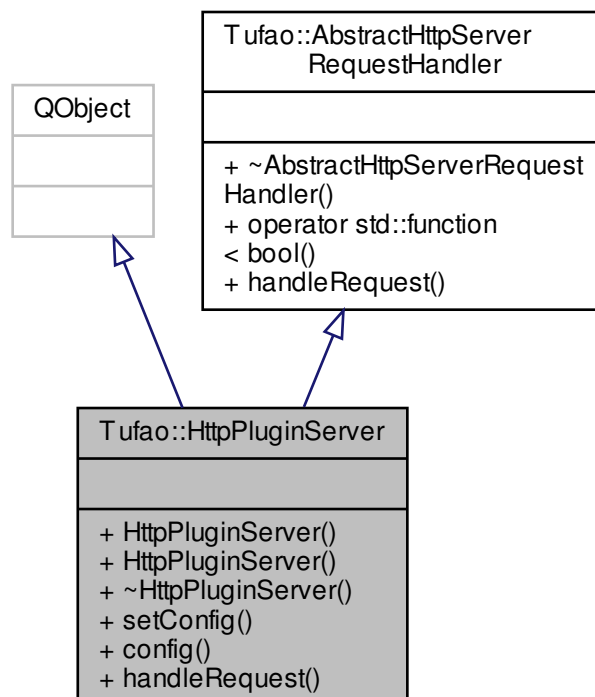 Tufao::AbstractHttpServer
RequestHandler
QObject
+ ~AbstractHttpServerRequest
Handler()
+ operator std::function
< bool()
+ handleRequest()
Tufao::HttpPluginServer
+ HttpPluginServer()
+ HttpPluginServer()
+ ~HttpPluginServer()
+ setConfig()
+ config()
+ handleRequest()